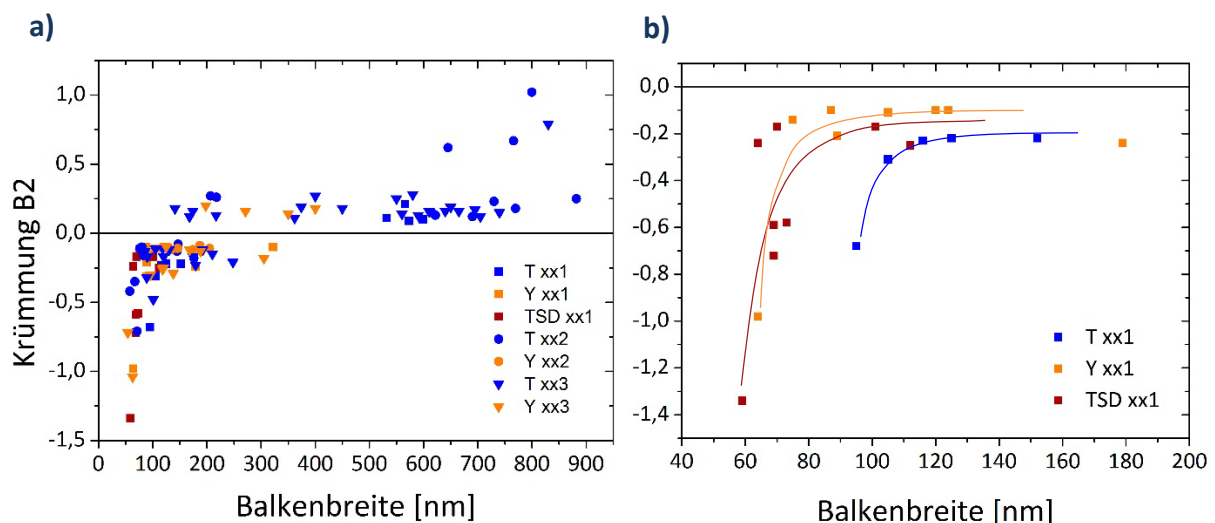 a)
1,0
0,5
0,0
-0,5
-1,0
-1,5
Krümmung B2
0 100 200 300 400 500 600 700 800 900
Balkenbreite [nm]
T xx1
Y xx1
TSD xx1
T xx2
Y xx2
T xx3
Y xx3
b)
0,0
-0,2
-0,4
-0,6
-0,8
-1,0
-1,2
-1,4
40 60 80 100 120 140 160 180 200
Balkenbreite [nm]
T xx1
Y xx1
TSD xx1